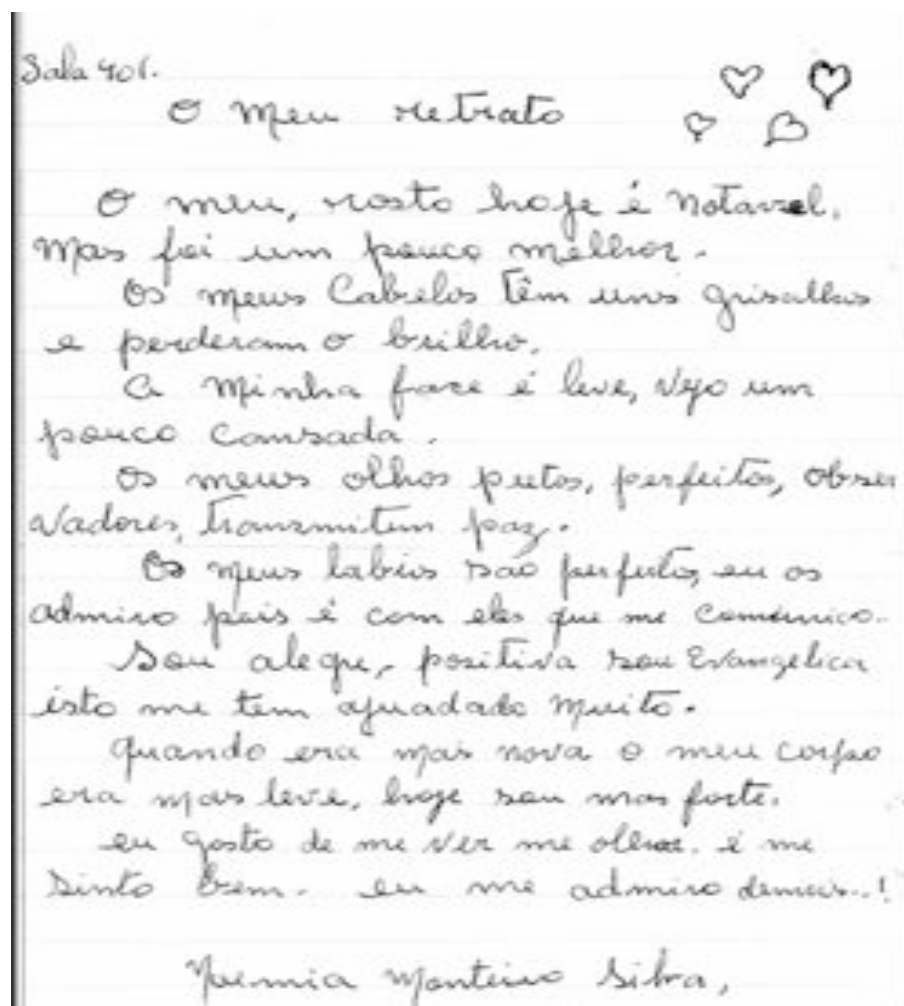 Sala 401.
O meu retrato
O meu, rosto hoje é notavel,
mas foi um pouco melhor.
Os meus Cabelos têm uns grisalhos
e perderam o brilho.
A minha face é leve, vejo um
pouco cansada.
Os meus olhos pretos, perfeitos, obser
vadores, transmitem paz.
Os meus labios são perfeitos, eu os
admiro pois é com eles que me comunico.
Sou alegre, positiva sou Evangelica
isto me tem ajuadado muito.
quando era mais nova o meu corpo
era mais leve, hoje sou mas forte.
eu gosto de me ver me olhar. é me
sinto bem. eu me admiro demais..!
Noemia Monteiro Silva,